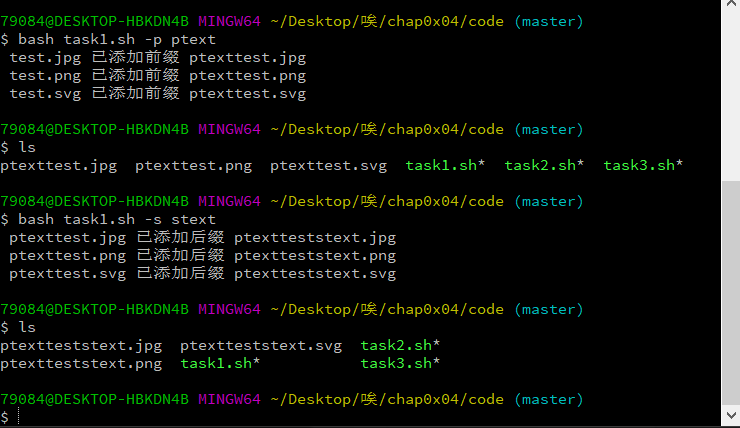 79084@DESKTOP-HBKDN4B MINGW64 ~/Desktop/唉/chap0x04/code (master)
$ bash task1.sh -p ptext
test.jpg 已添加前缀 ptexttest.jpg
test.png 已添加前缀 ptexttest.png
test.svg 已添加前缀 ptexttest.svg
79084@DESKTOP-HBKDN4B MINGW64 ~/Desktop/唉/chap0x04/code (master)
$ ls
ptexttest.jpg ptexttest.png ptexttest.svg task1.sh* task2.sh* task3.sh*
79084@DESKTOP-HBKDN4B MINGW64 ~/Desktop/唉/chap0x04/code (master)
$ bash task1.sh -s stext
ptexttest.jpg 已添加后缀 ptextteststext.jpg
ptexttest.png 已添加后缀 ptextteststext.png
ptexttest.svg 已添加后缀 ptextteststext.svg
79084@DESKTOP-HBKDN4B MINGW64 ~/Desktop/唉/chap0x04/code (master)
$ ls
ptextteststext.jpg ptextteststext.svg task2.sh*
ptextteststext.png task1.sh* task3.sh*
79084@DESKTOP-HBKDN4B MINGW64 ~/Desktop/唉/chap0x04/code (master)
$